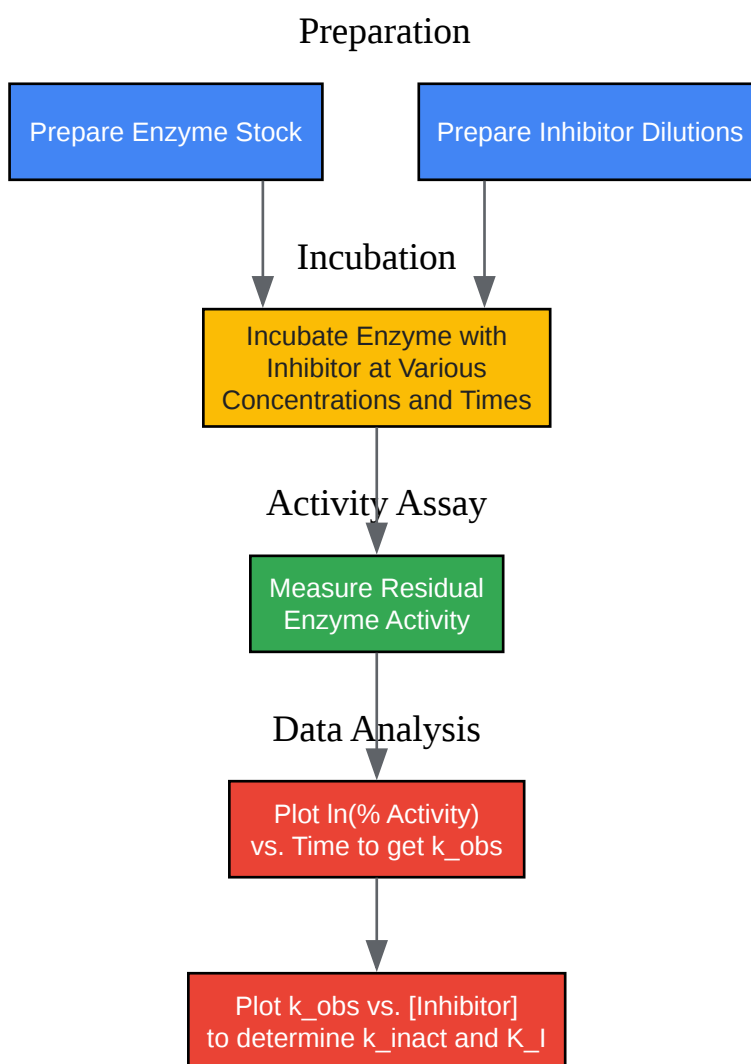 Preparation
Prepare Enzyme Stock
Prepare Inhibitor Dilutions
Incubation
Incubate Enzyme with
Inhibitor at Various
Concentrations and Times
Activity Assay
Measure Residual
Enzyme Activity
Data Analysis
Plot ln(% Activity)
vs. Time to get k_obs
Plot k_obs vs. [Inhibitor]
to determine k_inact and K_I